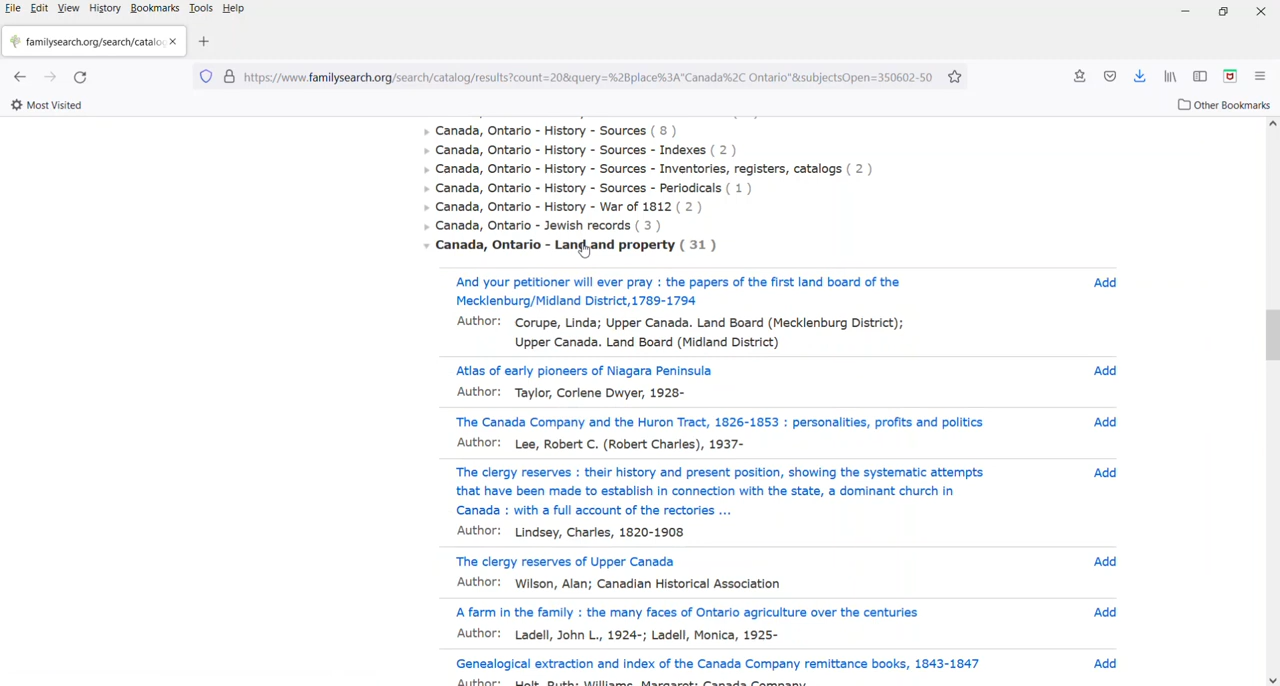 File Edit View History Bookmarks Tools Help
familysearch.org/search/catalog
https://www.familysearch.org/search/catalog/results?count=20&query=%2Bplace%3A"Canada%2C Ontario"&subjectsOpen=350602-50
Most Visited
Other Bookmarks
Canada, Ontario - History - Sources ( 8 )
Canada, Ontario - History - Sources - Indexes ( 2 )
Canada, Ontario - History - Sources - Inventories, registers, catalogs ( 2 )
Canada, Ontario - History - Sources - Periodicals ( 1 )
Canada, Ontario - History - War of 1812 ( 2 )
Canada, Ontario - Jewish records ( 3 )
Canada, Ontario - Land and property ( 31 )
And your petitioner will ever pray : the papers of the first land board of the Add
Mecklenburg/Midland District,1789-1794
Author: Corupe, Linda; Upper Canada. Land Board (Mecklenburg District);
Upper Canada. Land Board (Midland District)
Atlas of early pioneers of Niagara Peninsula Add
Author: Taylor, Corlene Dwyer, 1928-
The Canada Company and the Huron Tract, 1826-1853 : personalities, profits and politics Add
Author: Lee, Robert C. (Robert Charles), 1937-
The clergy reserves : their history and present position, showing the systematic attempts Add
that have been made to establish in connection with the state, a dominant church in
Canada : with a full account of the rectories ...
Author: Lindsey, Charles, 1820-1908
The clergy reserves of Upper Canada Add
Author: Wilson, Alan; Canadian Historical Association
A farm in the family : the many faces of Ontario agriculture over the centuries Add
Author: Ladell, John L., 1924-; Ladell, Monica, 1925-
Genealogical extraction and index of the Canada Company remittance books, 1843-1847 Add
Author: Holt, Ruth; Williams, Margaret; Canada Company